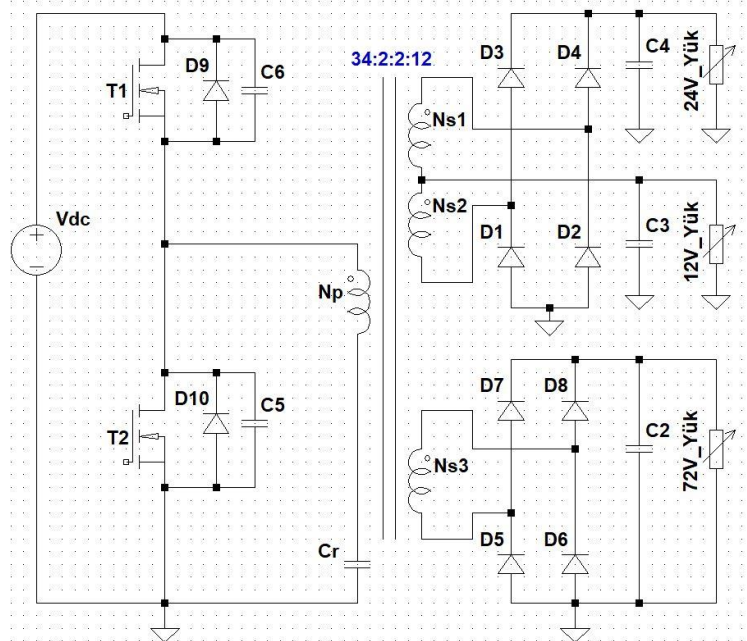 34:2:2:12
D9
C6
T1
D3
D4
C4
24V_Yük
Ns1
Vdc
Ns2
D1
D2
C3
12V_Yük
Np
D10
C5
T2
D7
D8
C2
72V_Yük
Ns3
Cr
D5
D6